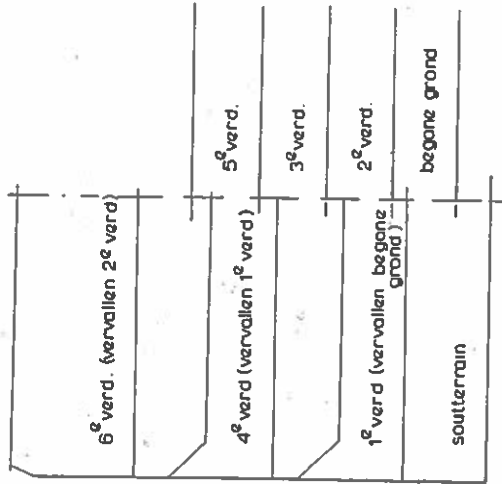 6e verd. (vervallen 2e verd)
5e verd.
4e verd (vervallen 1e verd)
3e verd.
2e verd.
1e verd (vervallen begane
grond)
begane grond
soutterrain